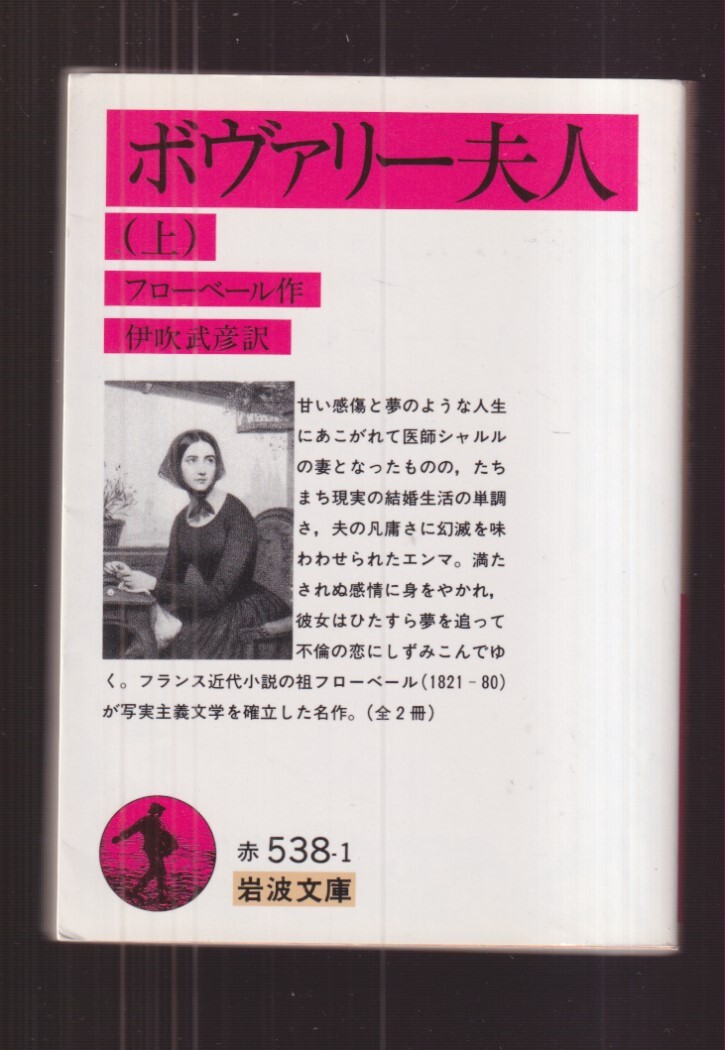 ボヴァリー夫人
(上)
フローベール作
伊吹武彦訳
甘い感傷と夢のような人生
にあこがれて医師シャルル
の妻となったものの，たち
まち現実の結婚生活の単調
さ，夫の凡庸さに幻滅を味
わわせられたエンマ。満た
されぬ感情に身をやかれ，
彼女はひたすら夢を追って
不倫の恋にしずみこんでゆ
く。フランス近代小説の祖フローベール(1821‐80)
が写実主義文学を確立した名作。(全2冊)
赤 538-1
岩波文庫